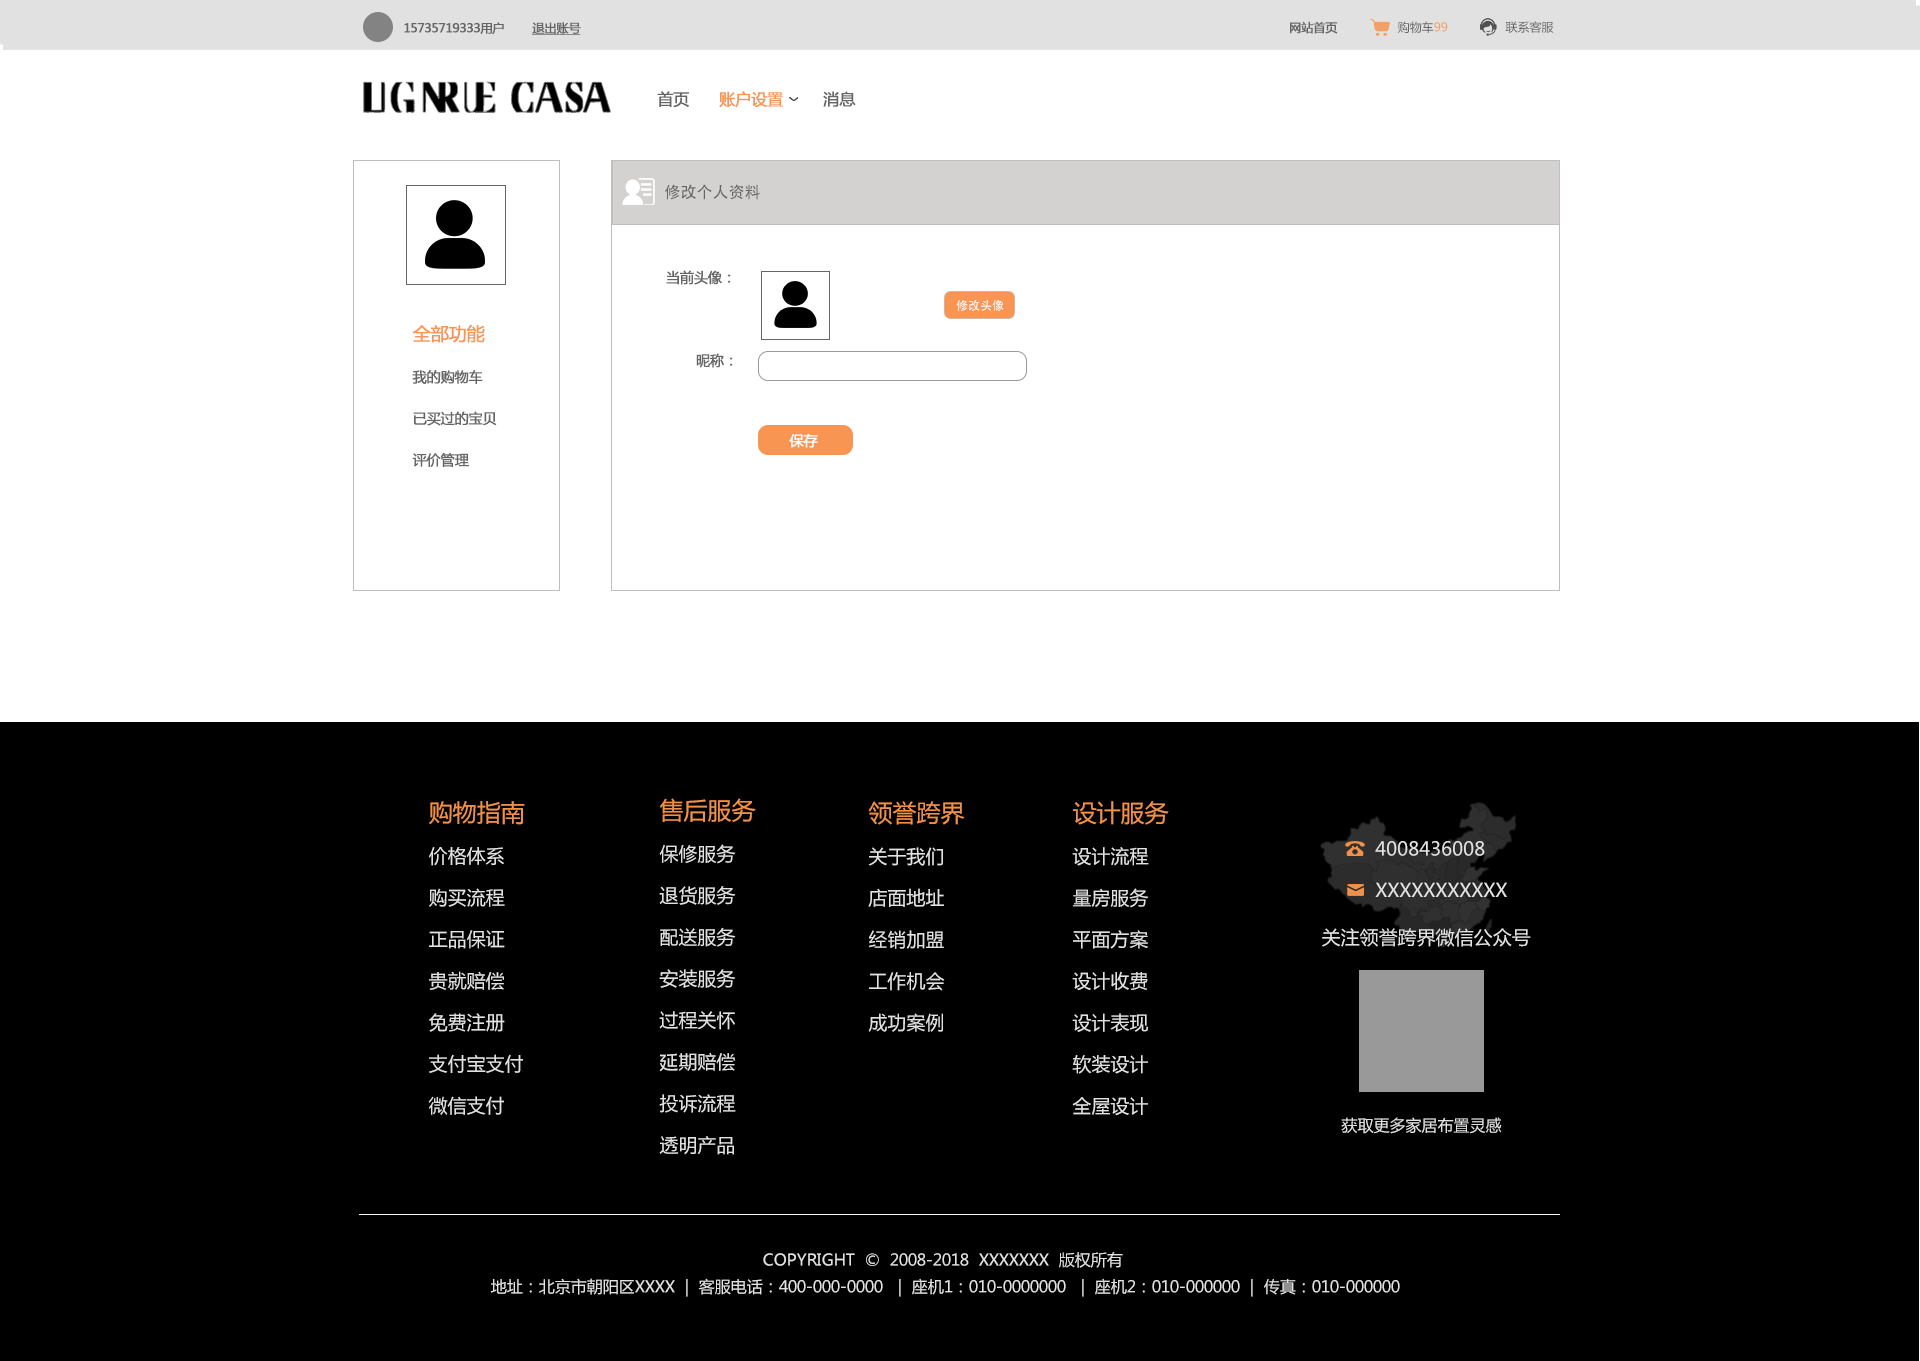 15735719333用户 退出账号 网站首页 购物车99 联系客服
LIGNRUE CASA 首页 账户设置 消息
修改个人资料
当前头像：
修改头像
昵称：
保存
全部功能
我的购物车
已买过的宝贝
评价管理
购物指南
价格体系
购买流程
正品保证
贵就赔偿
免费注册
支付宝支付
微信支付
售后服务
保修服务
退货服务
配送服务
安装服务
过程关怀
延期赔偿
投诉流程
透明产品
领誉跨界
关于我们
店面地址
经销加盟
工作机会
成功案例
设计服务
设计流程
量房服务
平面方案
设计收费
设计表现
软装设计
全屋设计
4008436008
XXXXXXXXXXX
关注领誉跨界微信公众号
获取更多家居布置灵感
COPYRIGHT © 2008-2018 XXXXXXX 版权所有
地址：北京市朝阳区XXXX | 客服电话：400-000-0000 | 座机1：010-0000000 | 座机2：010-000000 | 传真：010-000000